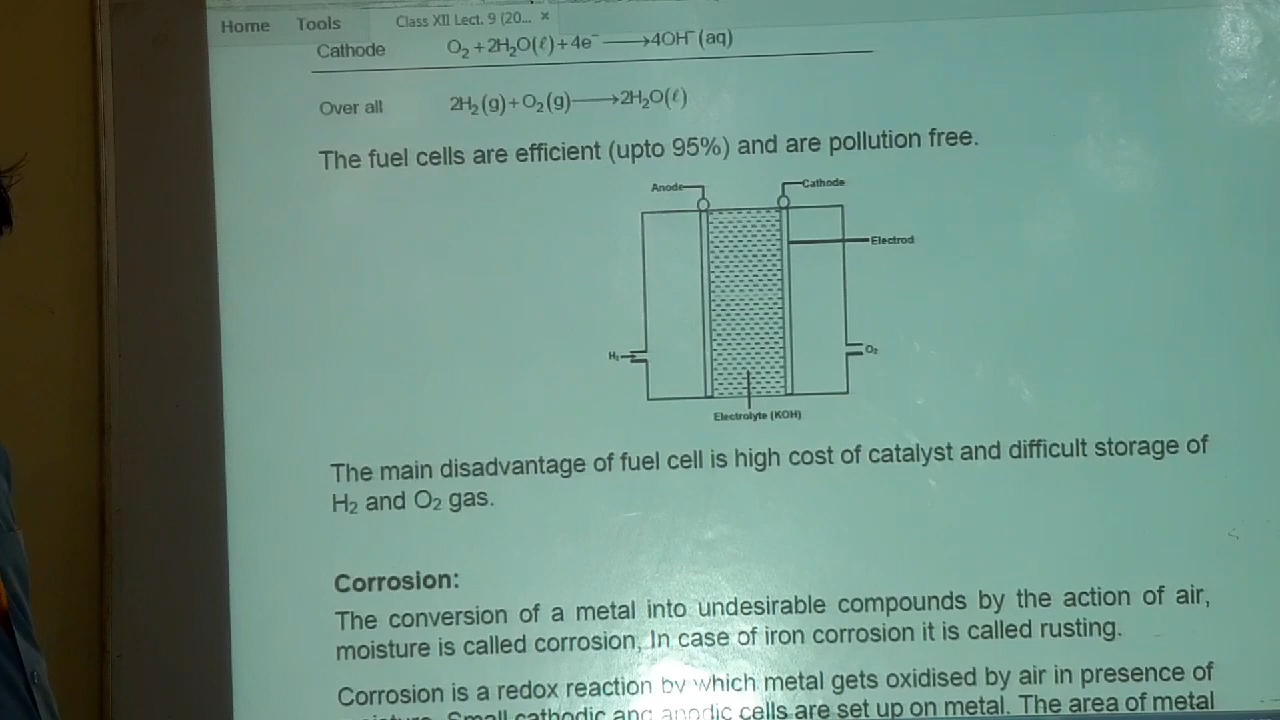 Home Tools Class XII Lect. 9 (20... ×
Cathode O₂+2H₂O(ℓ)+4e⁻⟶4OH⁻(aq)
Over all 2H₂(g)+O₂(g)⟶2H₂O(ℓ)
The fuel cells are efficient (upto 95%) and are pollution free.
Anode Cathode
Electrod
H₂ O₂
Electrolyte (KOH)
The main disadvantage of fuel cell is high cost of catalyst and difficult storage of
H₂ and O₂ gas.
Corrosion:
The conversion of a metal into undesirable compounds by the action of air,
moisture is called corrosion. In case of iron corrosion it is called rusting.
Corrosion is a redox reaction by which metal gets oxidised by air in presence of
Small cathodic and anodic cells are set up on metal. The area of metal